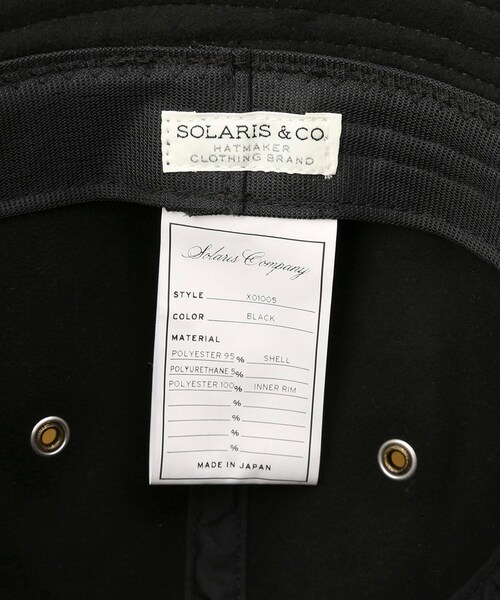 SOLARIS & CO.
HATMAKER
CLOTHING BRAND
Solaris Company
STYLE X01005
COLOR BLACK
MATERIAL
POLYESTER 95% SHELL
POLYURETHANE 5%
POLYESTER 100% INNER RIM
%
%
%
%
MADE IN JAPAN